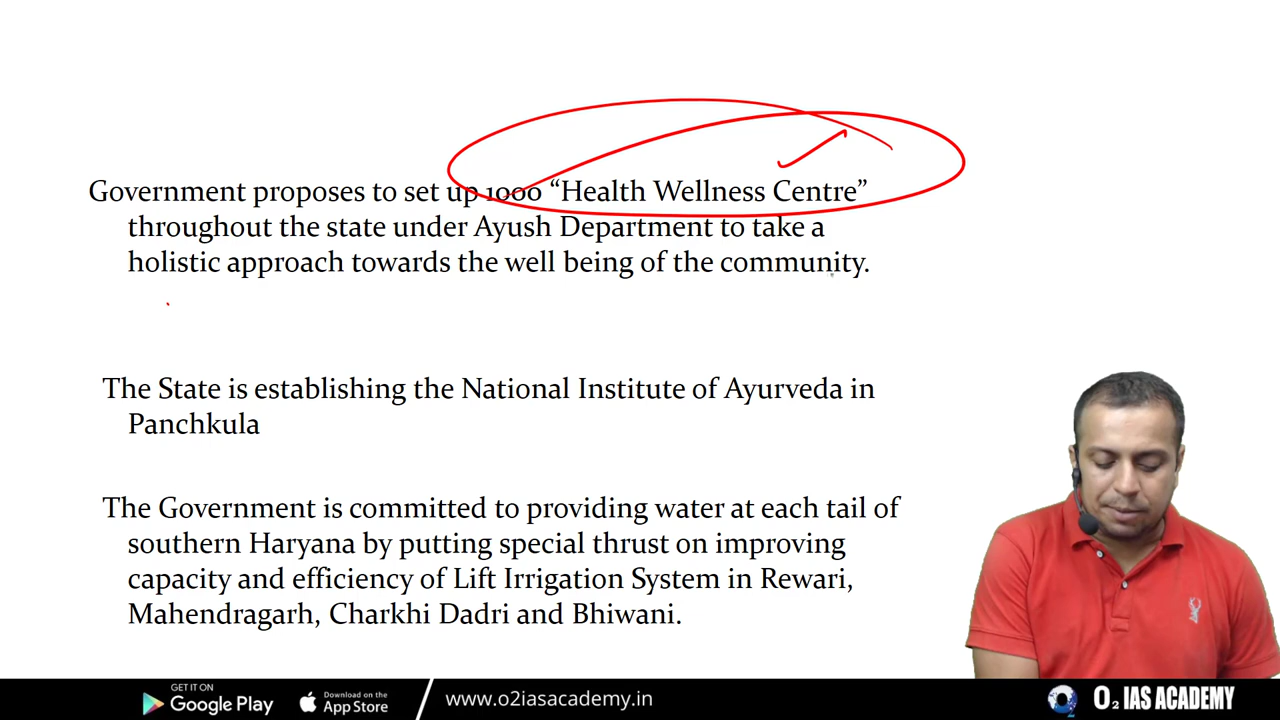 Government proposes to set up 1000 “Health Wellness Centre”
throughout the state under Ayush Department to take a
holistic approach towards the well being of the community.
The State is establishing the National Institute of Ayurveda in
Panchkula
The Government is committed to providing water at each tail of
southern Haryana by putting special thrust on improving
capacity and efficiency of Lift Irrigation System in Rewari,
Mahendragarh, Charkhi Dadri and Bhiwani.
GET IT ON
Google Play
Download on the
App Store
www.o2iasacademy.in
O2 IAS ACADEMY